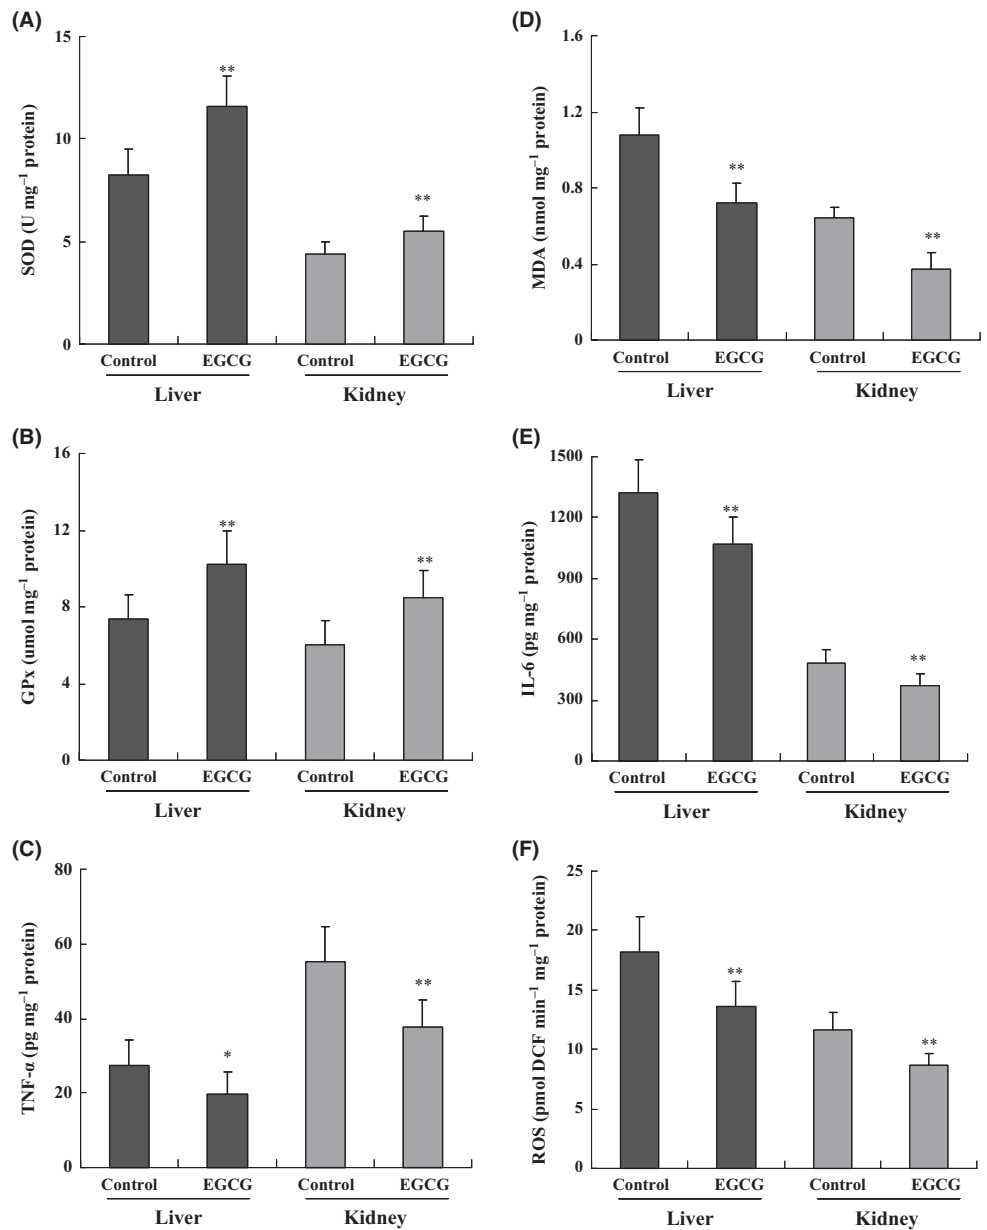 (A)
SOD (U mg⁻¹ protein)
15
10
5
0
**
**
Control EGCG Control EGCG
Liver Kidney
(D)
MDA (nmol mg⁻¹ protein)
1.6
1.2
0.8
0.4
0
**
**
Control EGCG Control EGCG
Liver Kidney
(B)
GPx (umol mg⁻¹ protein)
16
12
8
4
0
**
**
Control EGCG Control EGCG
Liver Kidney
(E)
IL-6 (pg mg⁻¹ protein)
1500
1200
900
600
300
0
**
**
Control EGCG Control EGCG
Liver Kidney
(C)
TNF-α (pg mg⁻¹ protein)
80
60
40
20
0
*
**
Control EGCG Control EGCG
Liver Kidney
(F)
ROS (pmol DCF min⁻¹ mg⁻¹ protein)
25
20
15
10
5
0
**
**
Control EGCG Control EGCG
Liver Kidney